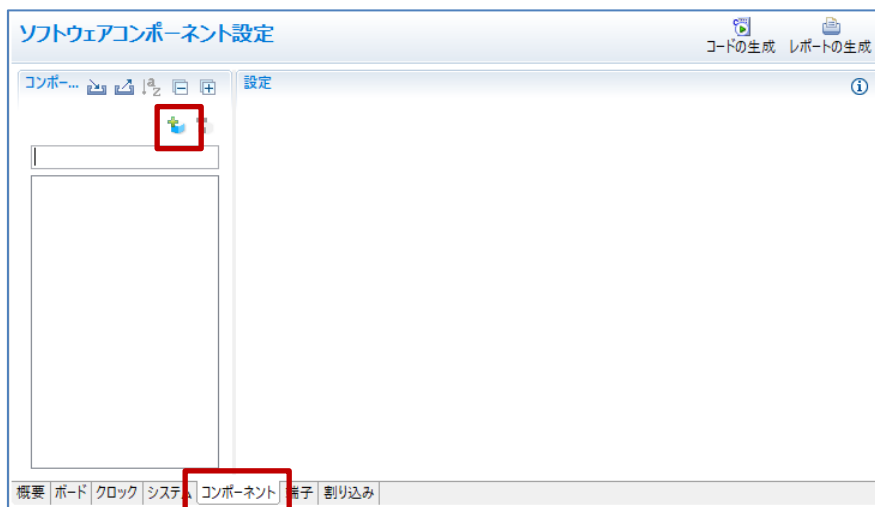 ソフトウェアコンポーネント設定
コードの生成 レポートの生成
コンポー... 設定
概要 ボード クロック システム コンポーネント 端子 割り込み